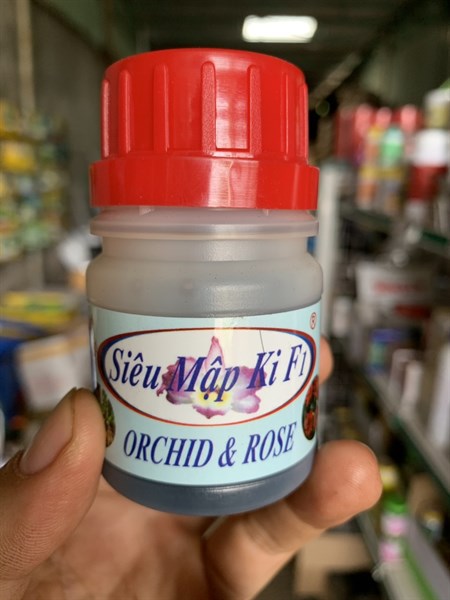 ®
Siêu Mập Ki F1
ORCHID & ROSE